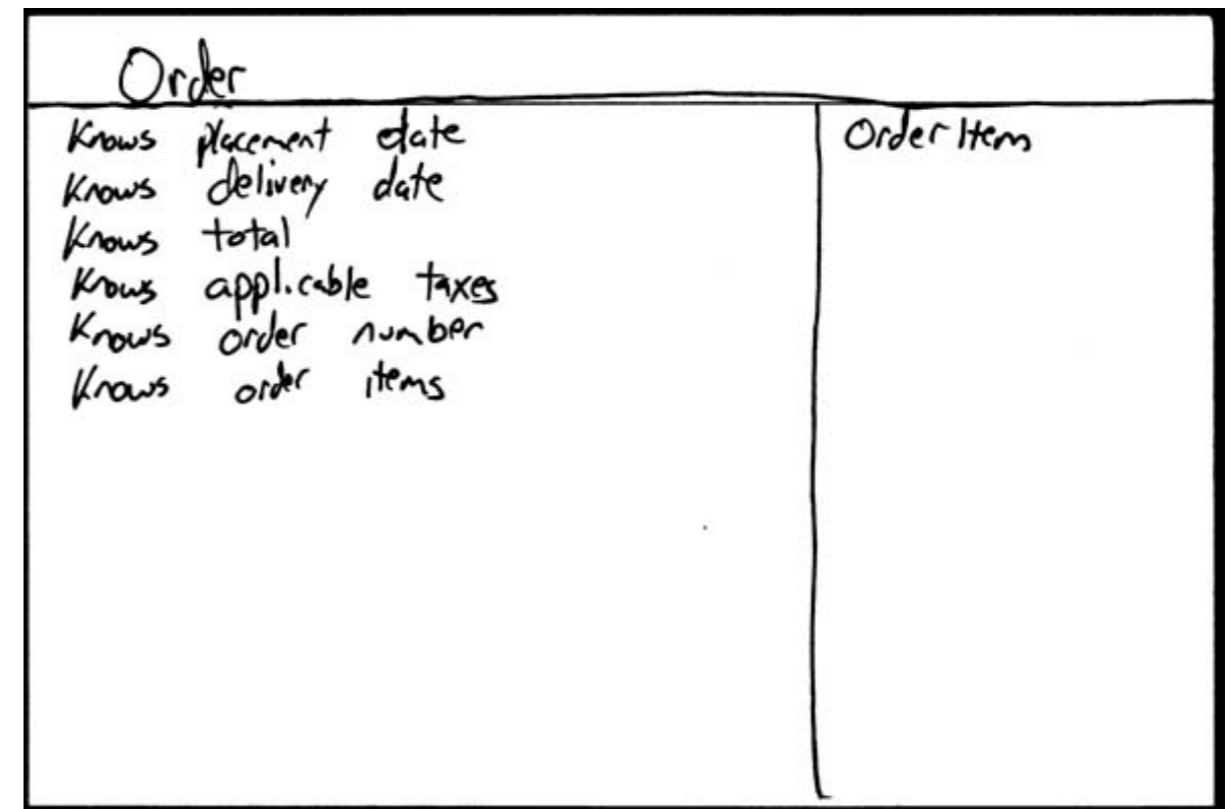 Order
Knows placement date
Knows delivery date
Knows total
Knows applicable taxes
Knows order number
Knows order items
Order Item